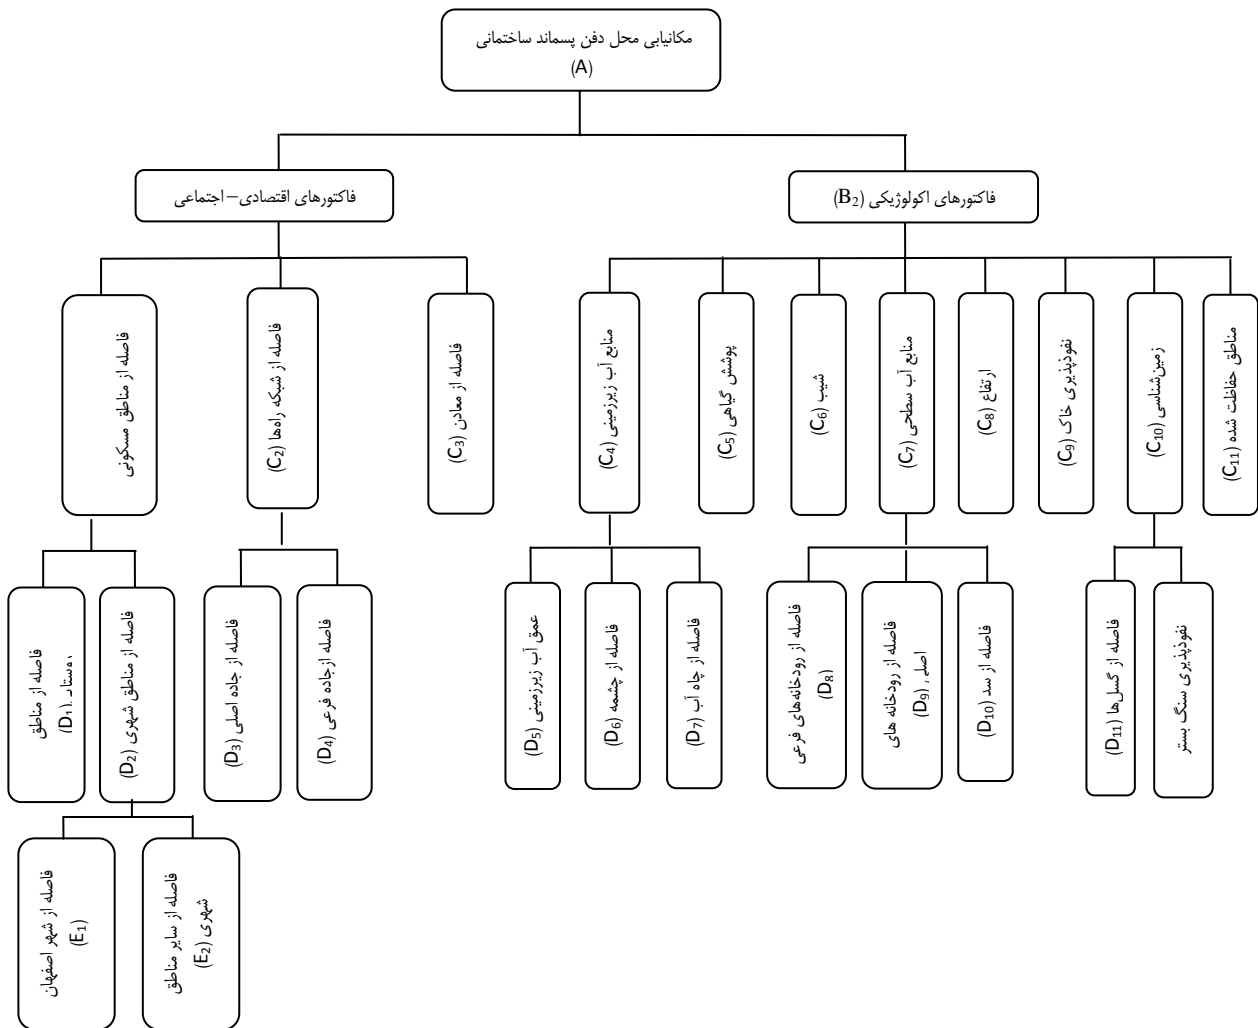 مکانیابی محل دفن پسماند ساختمانی
(A)
فاکتورهای اکولوژیکی (B2)
فاکتورهای اقتصادی–اجتماعی
مناطق حفاظت شده (C11)
زمین‌شناسی (C10)
نفوذپذیری خاک (C9)
ارتفاع (C8)
منابع آب سطحی (C7)
شیب (C6)
پوشش گیاهی (C5)
منابع آب زیرزمینی (C4)
فاصله از معادن (C3)
فاصله از شبکه راه‌ها (C2)
فاصله از مناطق مسکونی
نفوذپذیری سنگ بستر
فاصله از گسل‌ها (D11)
فاصله از سد (D10)
فاصله از رودخانه های
اصلی (D9)
فاصله از رودخانه‌های فرعی
(D8)
فاصله از چاه آب (D7)
فاصله از چشمه (D6)
عمق آب زیرزمینی (D5)
فاصله ازجاده فرعی (D4)
فاصله از جاده اصلی (D3)
فاصله از مناطق شهری (D2)
فاصله از مناطق
(D1)
فاصله از سایر مناطق
شهری (E2)
فاصله از شهر اصفهان
(E1)